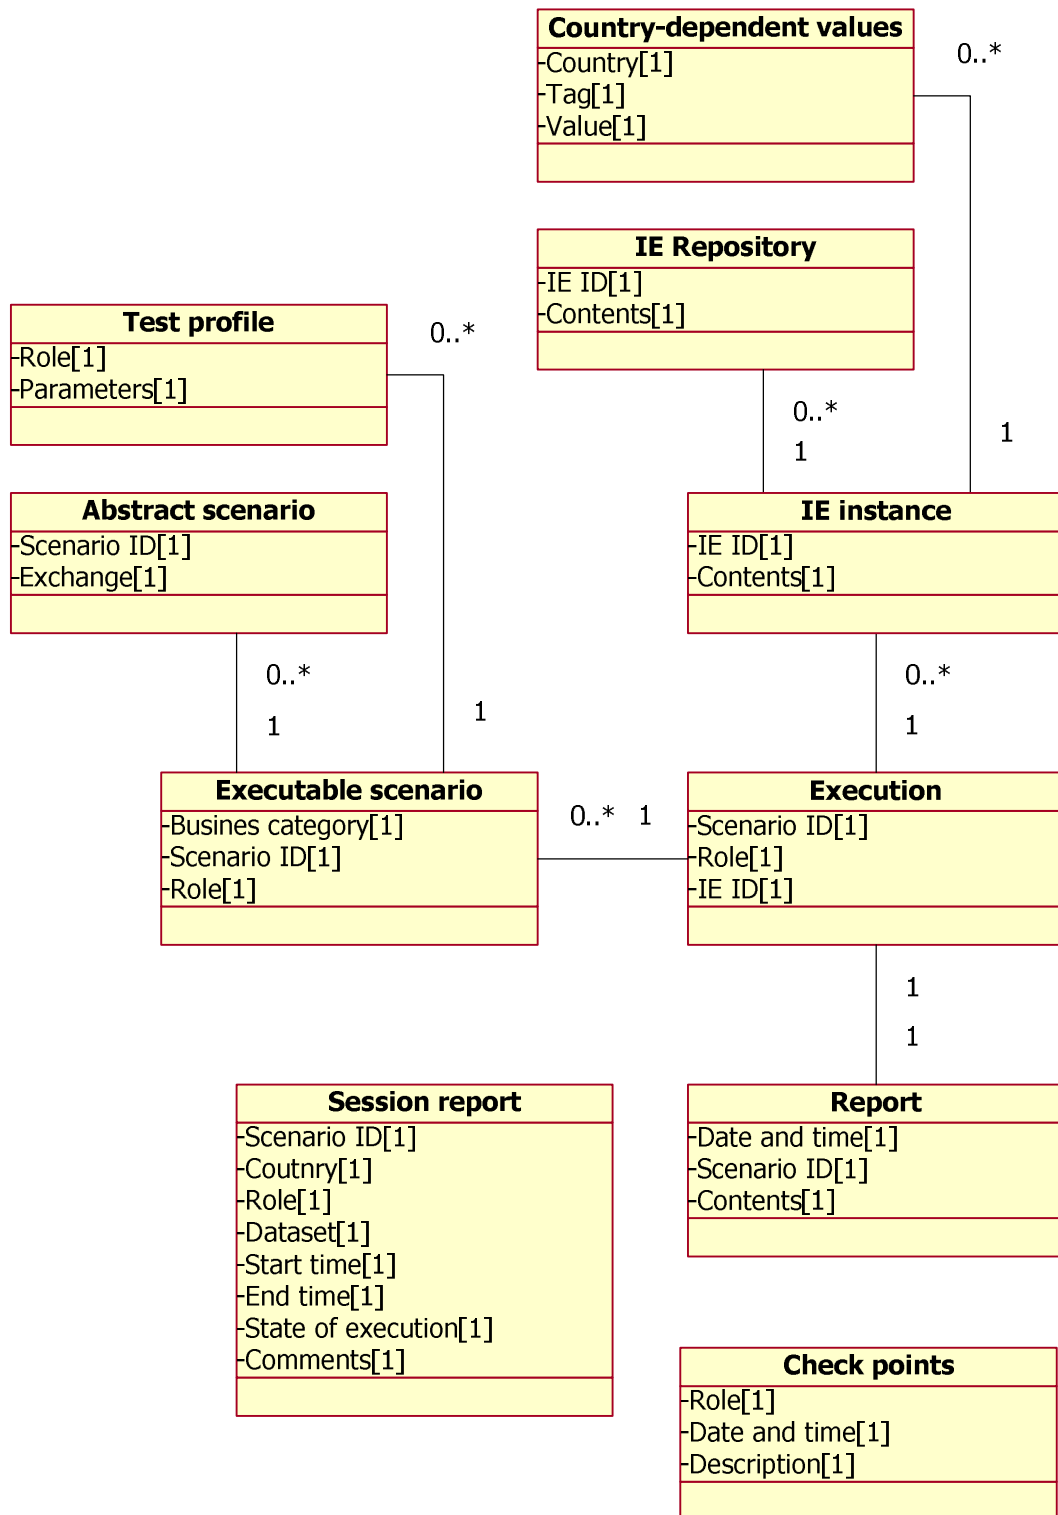 Country-dependent values
-Country[1]
-Tag[1]
-Value[1]
0..*
IE Repository
-IE ID[1]
-Contents[1]
Test profile
-Role[1]
-Parameters[1]
0..*
0..*
1
1
Abstract scenario
-Scenario ID[1]
-Exchange[1]
IE instance
-IE ID[1]
-Contents[1]
0..*
1
1
0..*
1
Executable scenario
-Busines category[1]
-Scenario ID[1]
-Role[1]
0..* 1
Execution
-Scenario ID[1]
-Role[1]
-IE ID[1]
1
1
Session report
-Scenario ID[1]
-Coutnry[1]
-Role[1]
-Dataset[1]
-Start time[1]
-End time[1]
-State of execution[1]
-Comments[1]
Report
-Date and time[1]
-Scenario ID[1]
-Contents[1]
Check points
-Role[1]
-Date and time[1]
-Description[1]